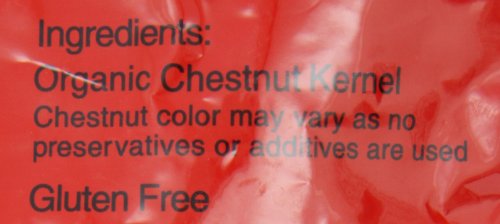 Ingredients:
Organic Chestnut Kernel
Chestnut color may vary as no
preservatives or additives are used
Gluten Free